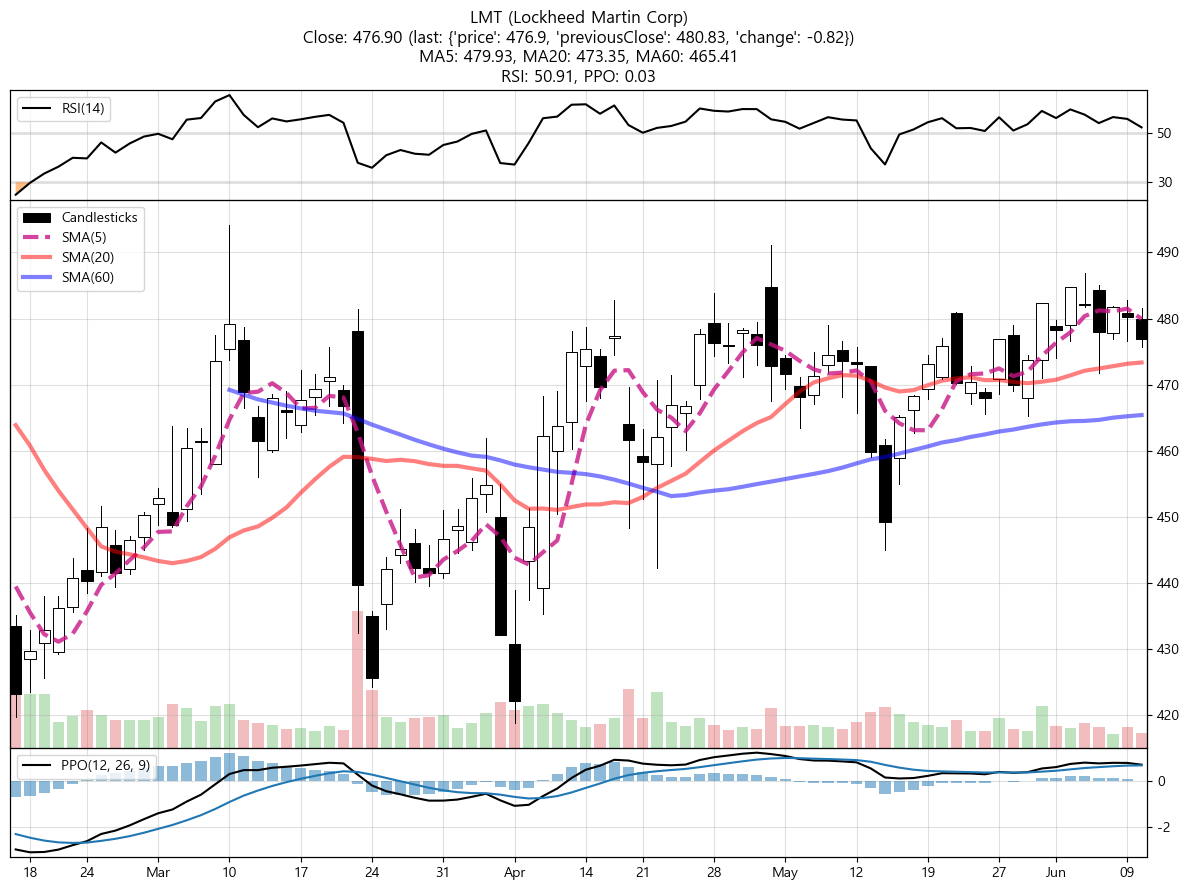 LMT (Lockheed Martin Corp)
Close: 476.90 (last: {'price': 476.9, 'previousClose': 480.83, 'change': -0.82})
MA5: 479.93, MA20: 473.35, MA60: 465.41
RSI: 50.91, PPO: 0.03
RSI(14)
50
30
Candlesticks
SMA(5)
SMA(20)
SMA(60)
490
480
470
460
450
440
430
420
PPO(12, 26, 9)
0
-2
18 24 Mar 10 17 24 31 Apr 14 21 28 May 12 19 27 Jun 09